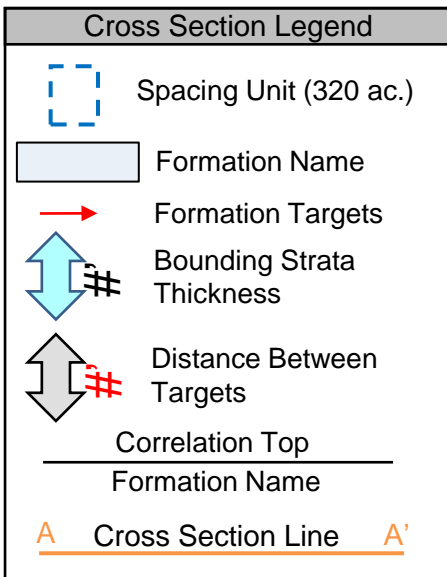 Cross Section Legend
Spacing Unit (320 ac.)
Formation Name
Formation Targets
Bounding Strata
Thickness
##'
Distance Between
Targets
##'
Correlation Top
Formation Name
A Cross Section Line A'